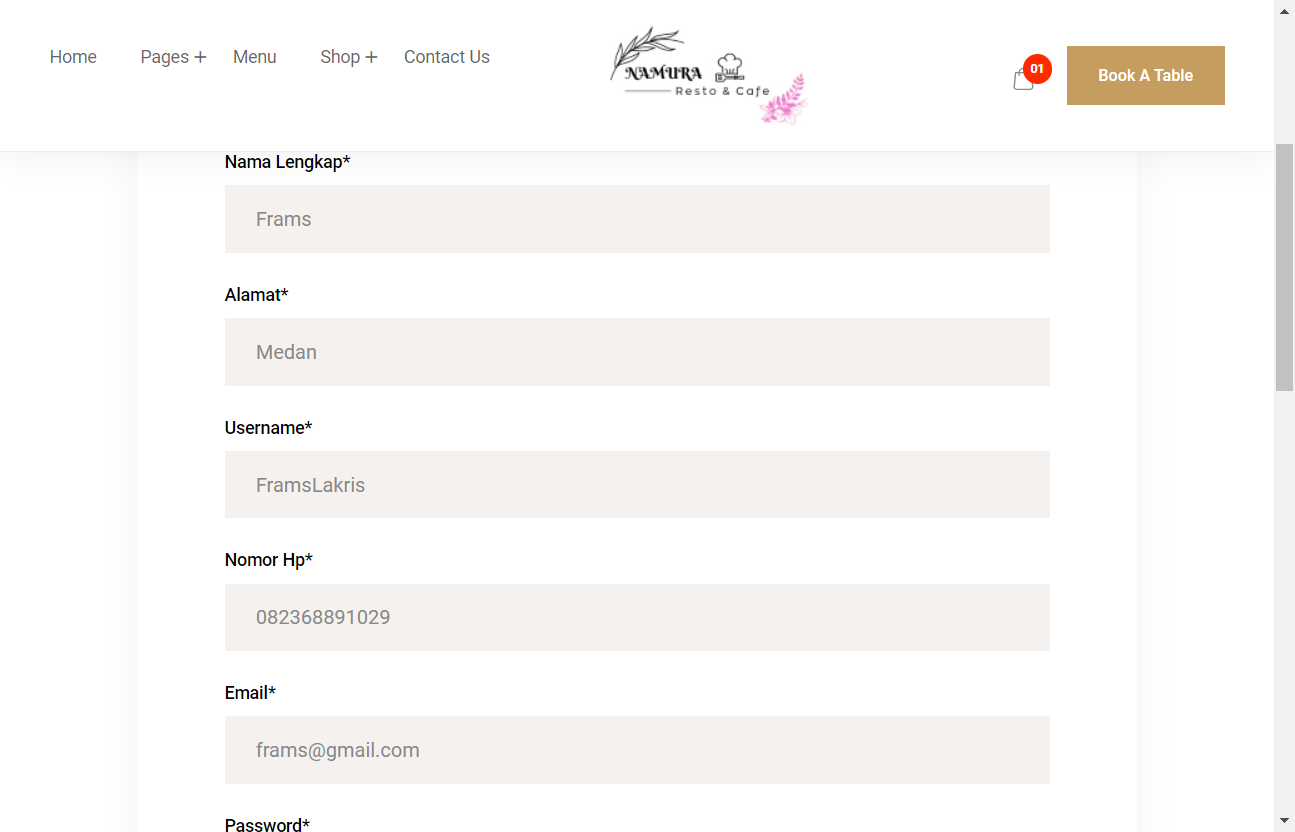 Home Pages + Menu Shop + Contact Us
NAMURA
Resto & Cafe
01
Book A Table
Nama Lengkap*
Frams
Alamat*
Medan
Username*
FramsLakris
Nomor Hp*
082368891029
Email*
frams@gmail.com
Password*